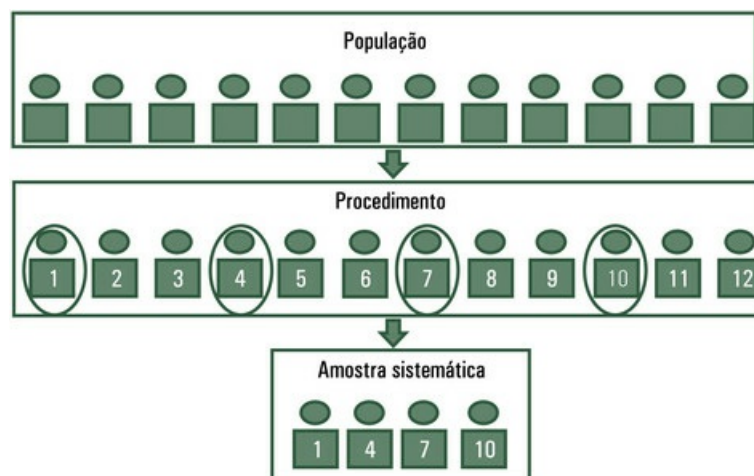 População
Procedimento
1 2 3 4 5 6 7 8 9 10 11 12
Amostra sistemática
1 4 7 10